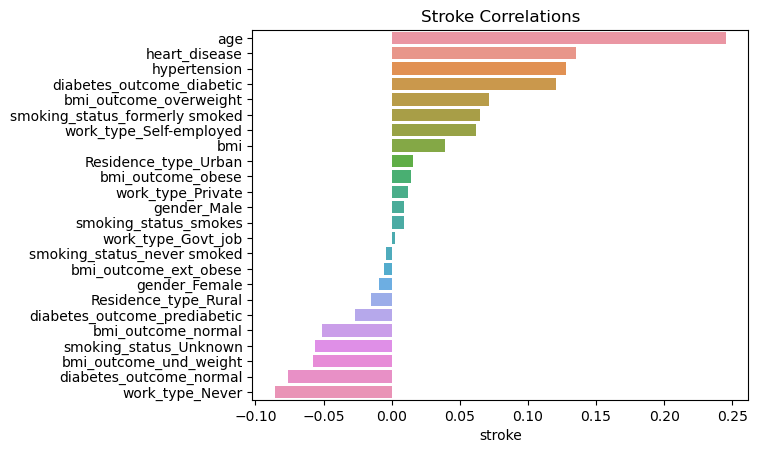 Stroke Correlations
age
heart_disease
hypertension
diabetes_outcome_diabetic
bmi_outcome_overweight
smoking_status_formerly smoked
work_type_Self-employed
bmi
Residence_type_Urban
bmi_outcome_obese
work_type_Private
gender_Male
smoking_status_smokes
work_type_Govt_job
smoking_status_never smoked
bmi_outcome_ext_obese
gender_Female
Residence_type_Rural
diabetes_outcome_prediabetic
bmi_outcome_normal
smoking_status_Unknown
bmi_outcome_und_weight
diabetes_outcome_normal
work_type_Never
−0.10 −0.05 0.00 0.05 0.10 0.15 0.20 0.25
stroke